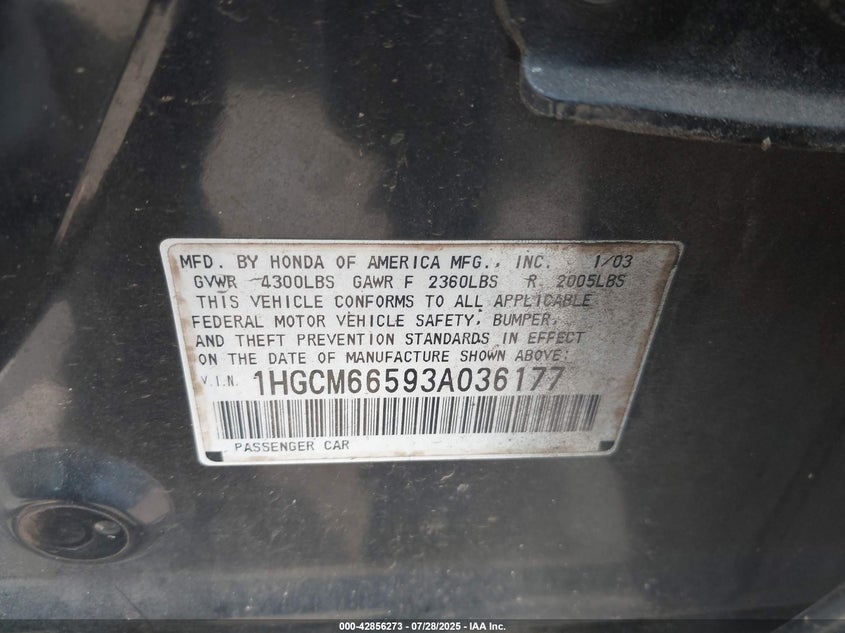 MFD. BY HONDA OF AMERICA MFG., INC. 1/03
GVWR 4300LBS GAWR F 2360LBS R 2005LBS
THIS VEHICLE CONFORMS TO ALL APPLICABLE
FEDERAL MOTOR VEHICLE SAFETY, BUMPER,
AND THEFT PREVENTION STANDARDS IN EFFECT
ON THE DATE OF MANUFACTURE SHOWN ABOVE:
V.I.N. 1HGCM66593A036177
PASSENGER CAR
000-42856273 - 07/28/2025 - IAA Inc.